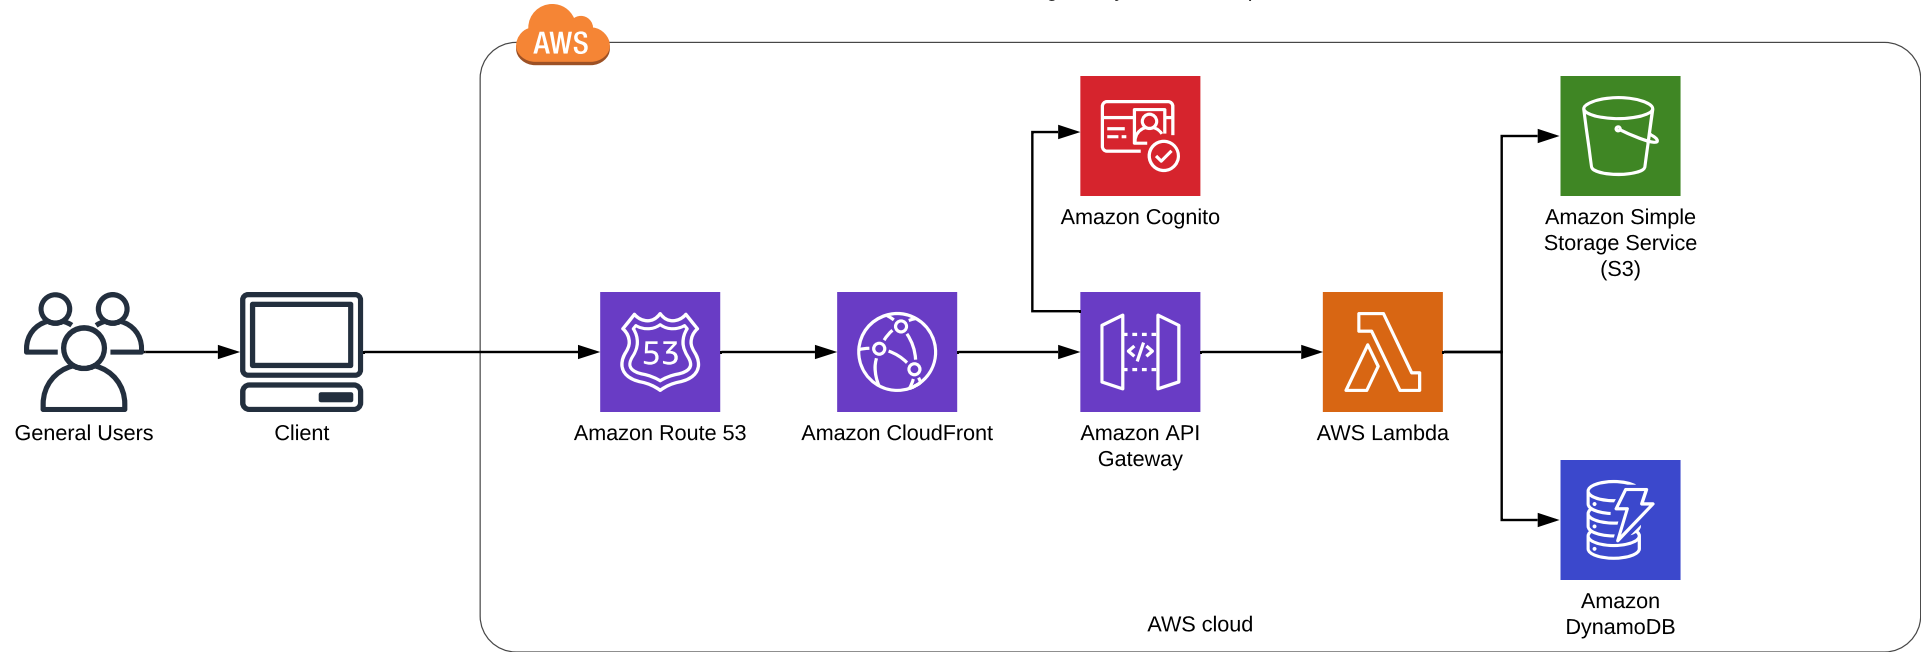 AWS
Amazon Cognito
Amazon Simple
Storage Service
(S3)
53
General Users
Client
Amazon Route 53
Amazon CloudFront
Amazon API
Gateway
AWS Lambda
Amazon
DynamoDB
AWS cloud